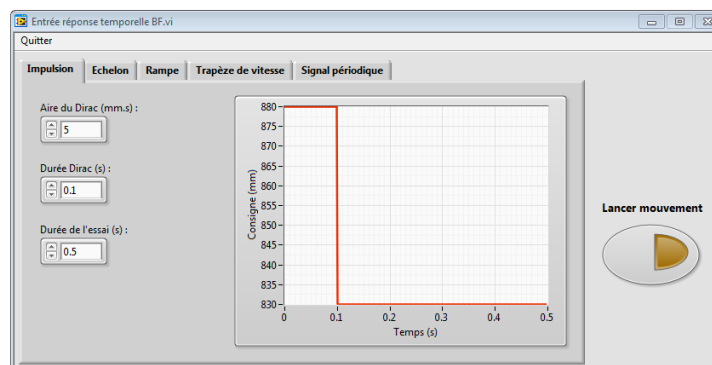 Entrée réponse temporelle BF.vi
Quitter
Impulsion Echelon Rampe Trapèze de vitesse Signal périodique
Aire du Dirac (mm.s) :
5
Durée Dirac (s) :
0.1
Durée de l'essai (s) :
0.5
Consigne (mm)
880
875
870
865
860
855
850
845
840
835
830
0 0.1 0.2 0.3 0.4 0.5
Temps (s)
Lancer mouvement